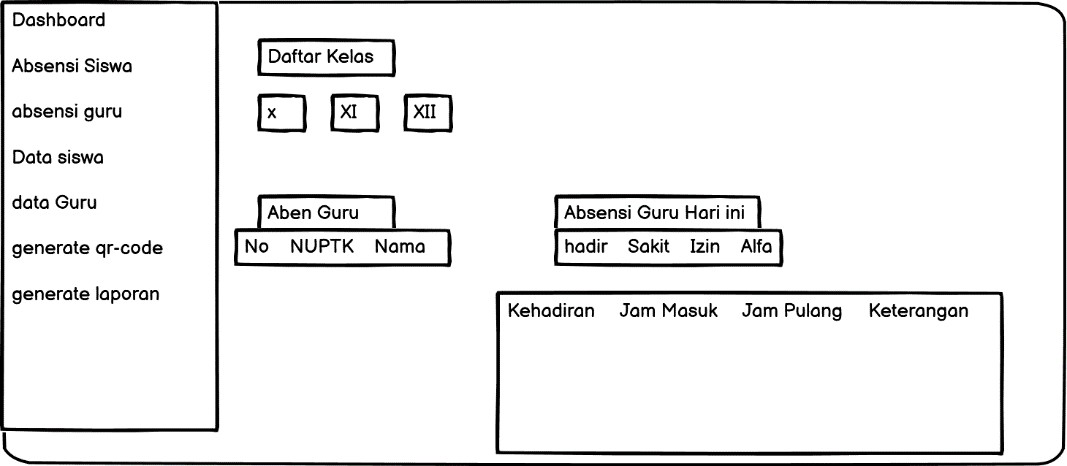 Dashboard
Absensi Siswa
absensi guru
Data siswa
data Guru
generate qr-code
generate laporan
Daftar Kelas
x XI XII
Aben Guru
No NUPTK Nama
Absensi Guru Hari ini
hadir Sakit Izin Alfa
Kehadiran Jam Masuk Jam Pulang Keterangan